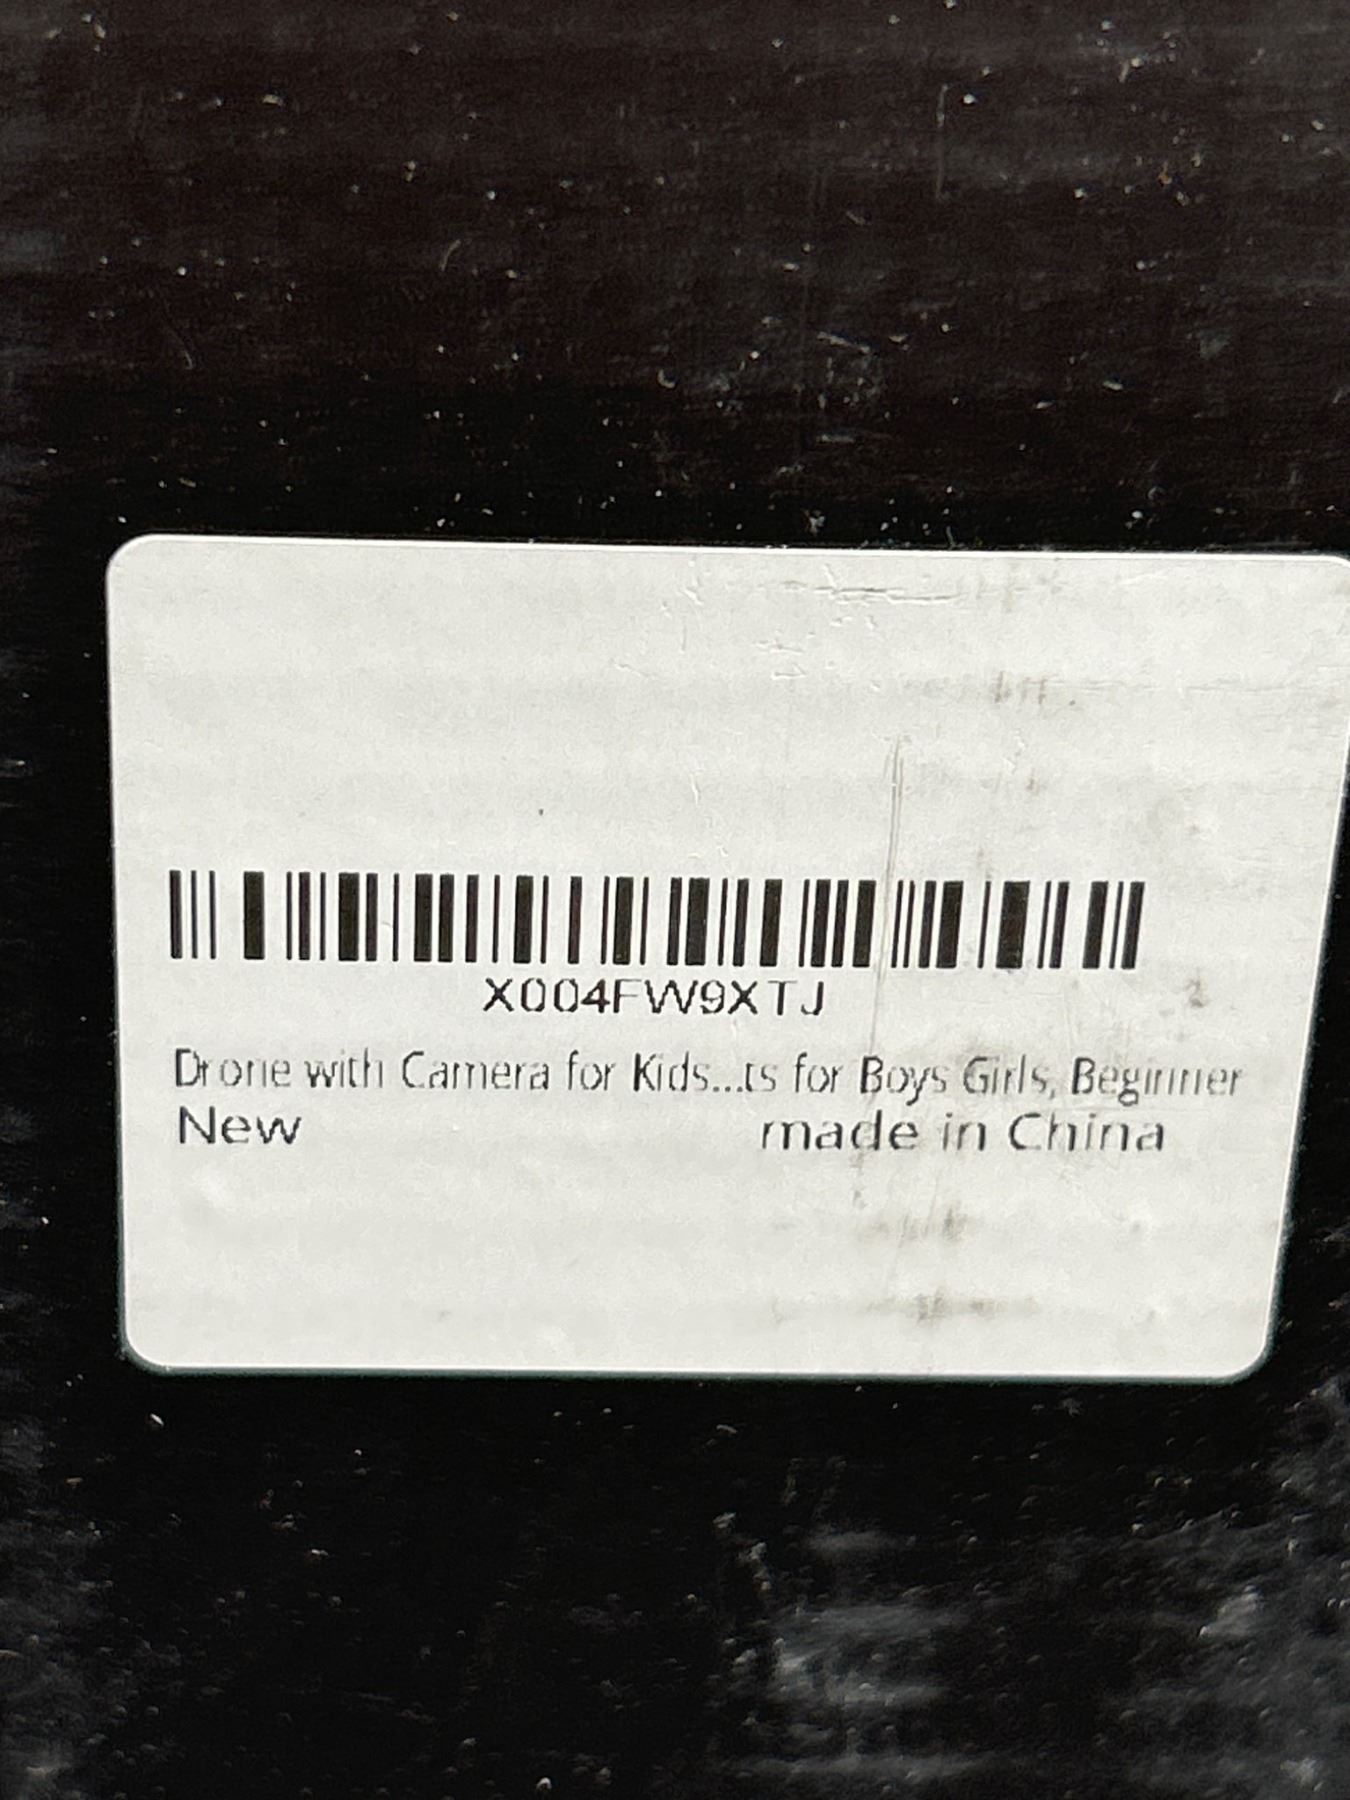 X004FW9XTJ
Drone with Camera for Kids...ts for Boys Girls, Beginner
New made in China